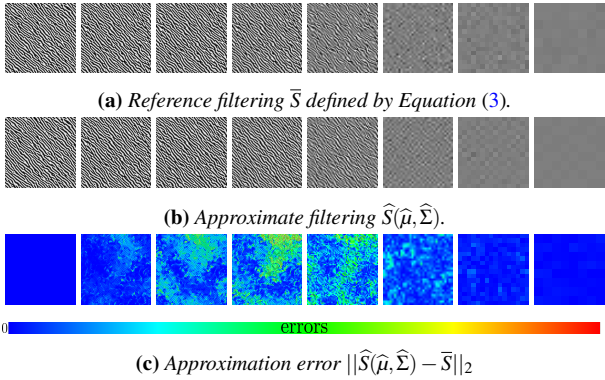 (a) Reference filtering S̅ defined by Equation (3).
(b) Approximate filtering Ŝ(μ̂, Σ̂).
0 errors
(c) Approximation error ||Ŝ(μ̂, Σ̂) − S̅||₂